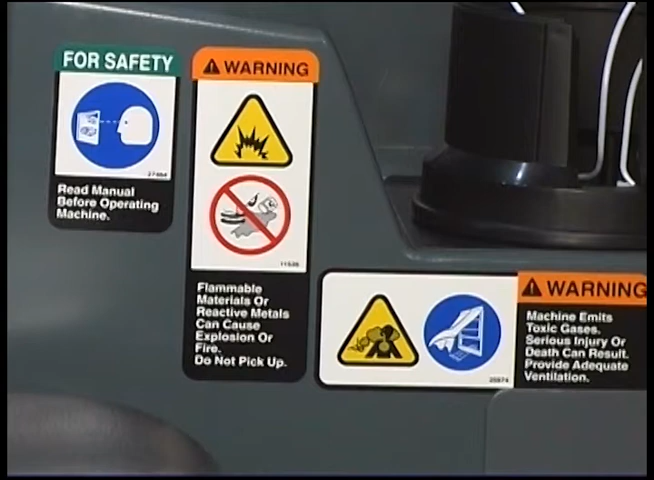 FOR SAFETY
Read Manual
Before Operating
Machine.
WARNING
Flammable
Materials Or
Reactive Metals
Can Cause
Explosion Or
Fire.
Do Not Pick Up.
WARNING
Machine Emits
Toxic Gases.
Serious Injury Or
Death Can Result.
Provide Adequate
Ventilation.